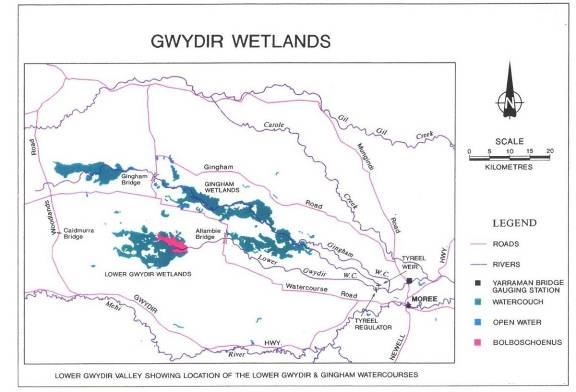 GWYDIR WETLANDS
N
SCALE
0 5 10 15 20
KILOMETRES
LEGEND
ROADS
RIVERS
YARRAMAN BRIDGE
GAUGING STATION
WATERCOUCH
OPEN WATER
BOLBOSCHOENUS
Road
Woolands
Carole
Creek
Gil
Gil
Creek
Mungindi
Road
Gingham
Road
Gingham
Bridge
GINGHAM
WETLANDS
Caidmurra
Bridge
Allambie
Bridge
LOWER GWYDIR WETLANDS
Gingham
W.C.
Lower
Gwydir
W.C.
TYREEL
WEIR
HWY
Watercourse
Road
MOREE
TYREEL
REGULATOR
NEWELL
Mehi
River
GWYDIR
HWY
LOWER GWYDIR VALLEY SHOWING LOCATION OF THE LOWER GWYDIR & GINGHAM WATERCOURSES